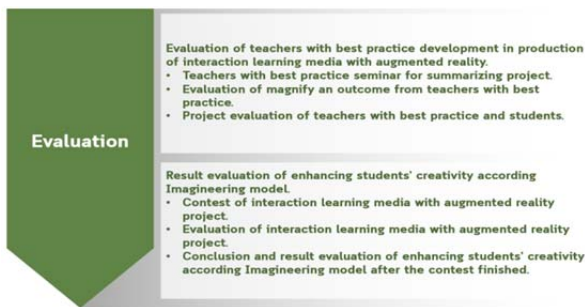 Evaluation
Evaluation of teachers with best practice development in production
of interaction learning media with augmented reality.
• Teachers with best practice seminar for summarizing project.
• Evaluation of magnify an outcome from teachers with best
practice.
• Project evaluation of teachers with best practice and students.
Result evaluation of enhancing students' creativity according
Imagineering model.
• Contest of interaction learning media with augmented reality
project.
• Evaluation of interaction learning media with augmented reality
project.
• Conclusion and result evaluation of enhancing students' creativity
according Imagineering model after the contest finished.